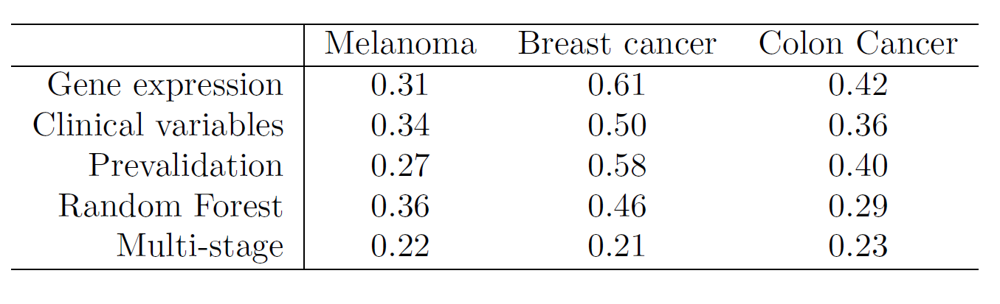 Melanoma Breast cancer Colon Cancer
Gene expression 0.31 0.61 0.42
Clinical variables 0.34 0.50 0.36
Prevalidation 0.27 0.58 0.40
Random Forest 0.36 0.46 0.29
Multi-stage 0.22 0.21 0.23